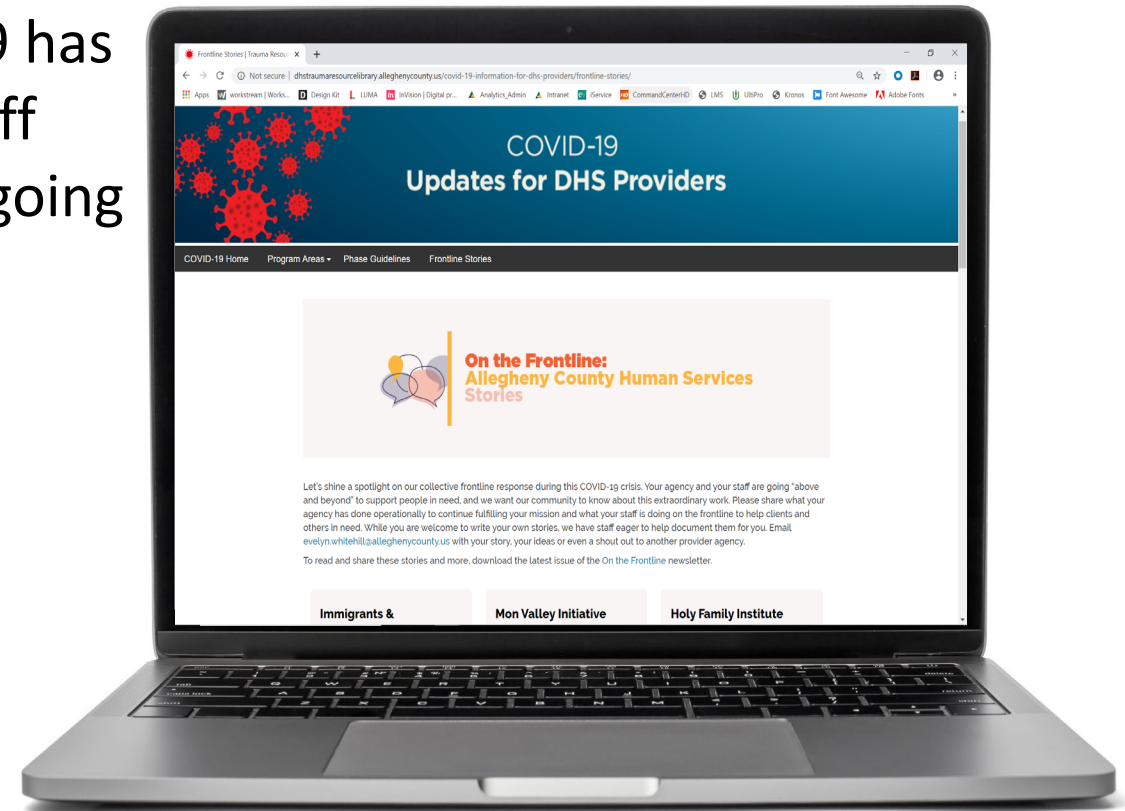 9 has
ff
going
Frontline Stories | Trauma Resour
Not secure | dhstraumaresourcelibrary.alleghenycounty.us/covid-19-information-for-dhs-providers/frontline-stories/
Apps workstream | Works... Design Kit LUMA InVision | Digital pr... Analytics_Admin Intranet iService CommandCenterHD LMS UltiPro Kronos Font Awesome Adobe Fonts »
COVID-19
Updates for DHS Providers
COVID-19 Home Program Areas Phase Guidelines Frontline Stories
On the Frontline:
Allegheny County Human Services
Stories
Let's shine a spotlight on our collective frontline response during this COVID-19 crisis. Your agency and your staff are going "above
and beyond" to support people in need, and we want our community to know about this extraordinary work. Please share what your
agency has done operationally to continue fulfilling your mission and what your staff is doing on the frontline to help clients and
others in need. While you are welcome to write your own stories, we have staff eager to help document them for you. Email
evelyn.whitehill@alleghenycounty.us with your story, your ideas or even a shout out to another provider agency.
To read and share these stories and more, download the latest issue of the On the Frontline newsletter.
Immigrants & Mon Valley Initiative Holy Family Institute